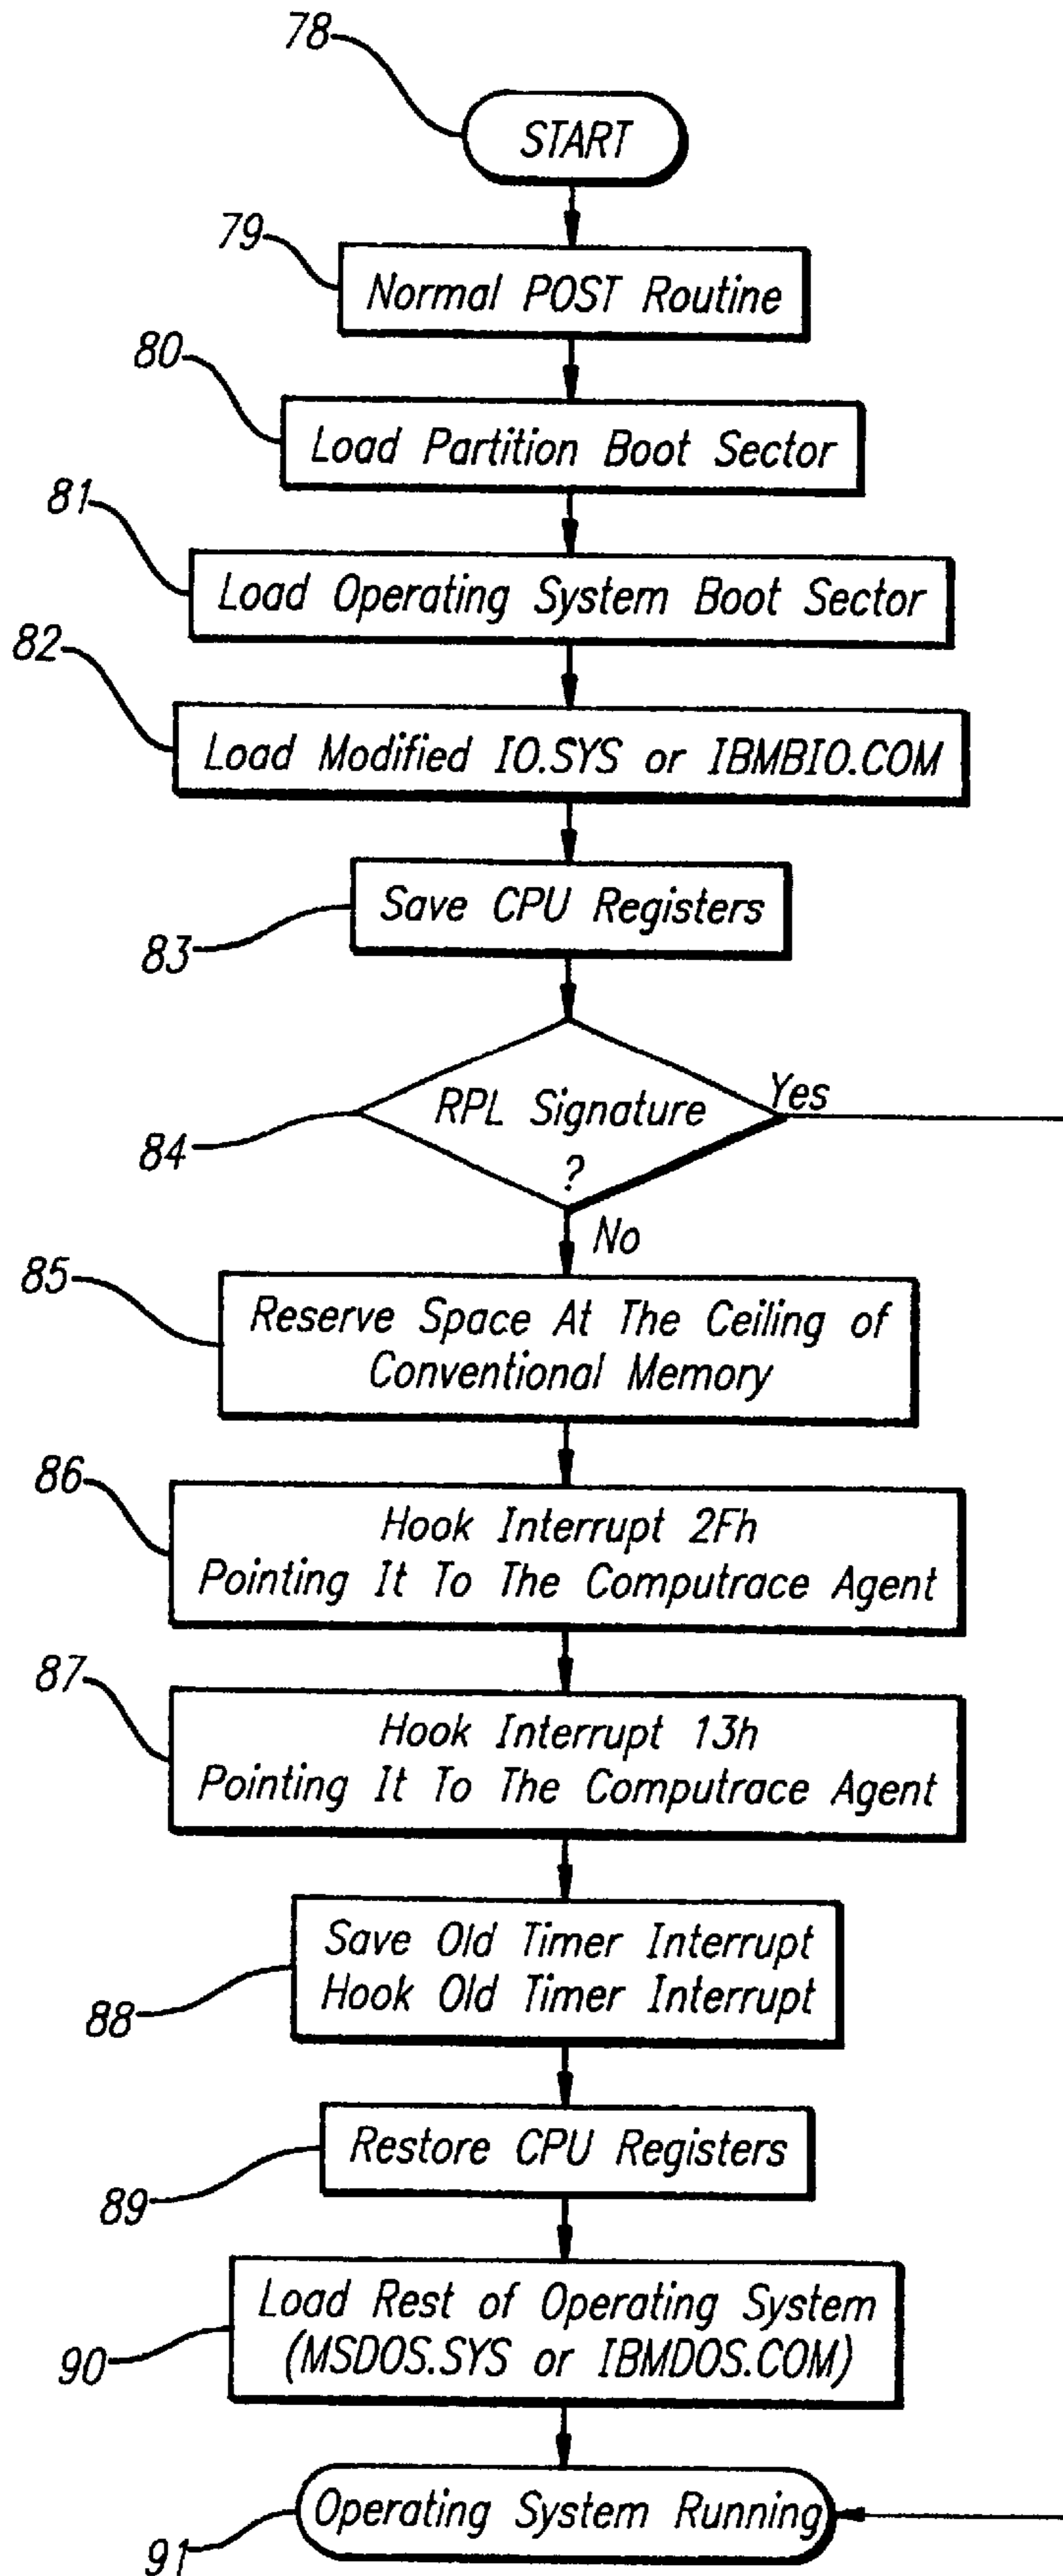 78
START
79
Normal POST Routine
80
Load Partition Boot Sector
81
Load Operating System Boot Sector
82
Load Modified IO.SYS or IBMBIO.COM
83
Save CPU Registers
84
RPL Signature
?
Yes
No
85
Reserve Space At The Ceiling of
Conventional Memory
86
Hook Interrupt 2Fh
Pointing It To The Computrace Agent
87
Hook Interrupt 13h
Pointing It To The Computrace Agent
88
Save Old Timer Interrupt
Hook Old Timer Interrupt
89
Restore CPU Registers
90
Load Rest of Operating System
(MSDOS.SYS or IBMDOS.COM)
91
Operating System Running